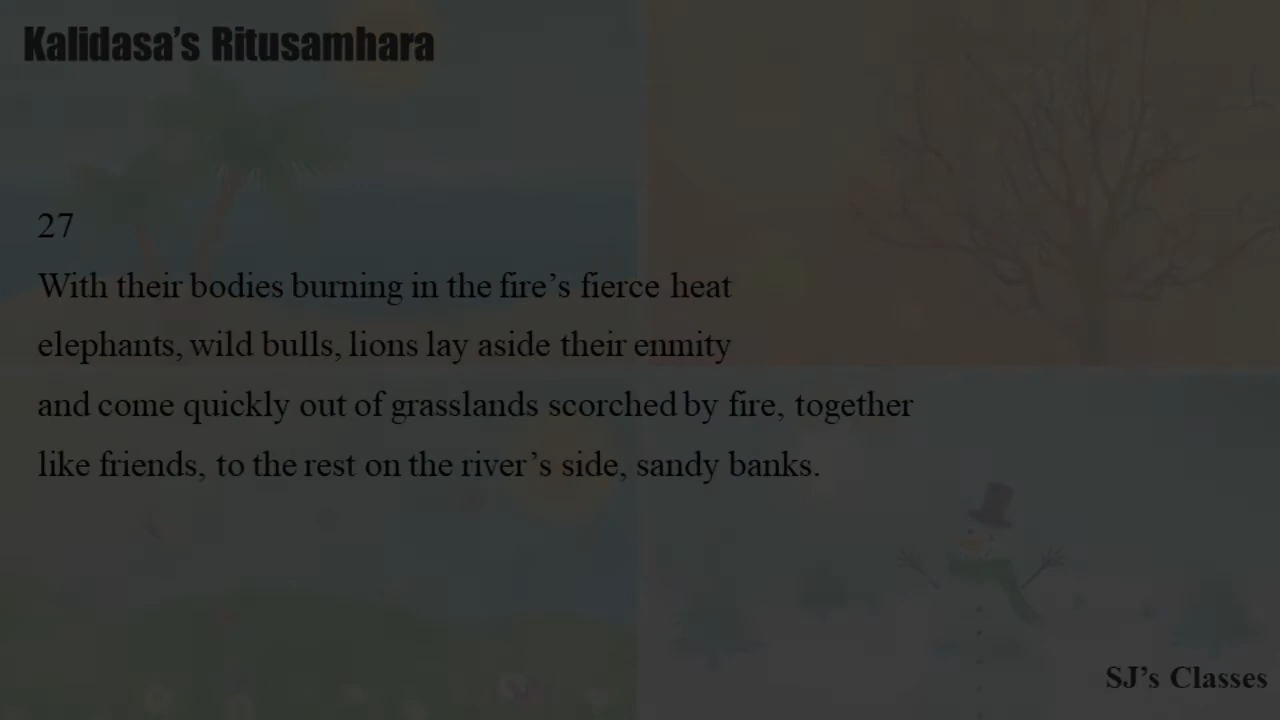 Kalidasa’s Ritusamhara
27
With their bodies burning in the fire’s fierce heat
elephants, wild bulls, lions lay aside their enmity
and come quickly out of grasslands scorched by fire, together
like friends, to the rest on the river’s side, sandy banks.
SJ’s Classes